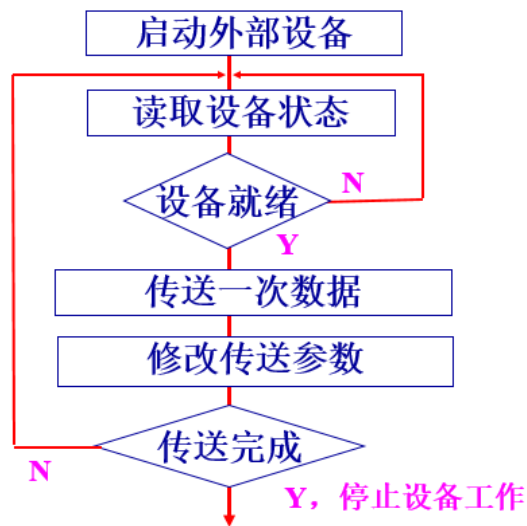 启动外部设备
读取设备状态
设备就绪
N
Y
传送一次数据
修改传送参数
传送完成
N
Y，停止设备工作